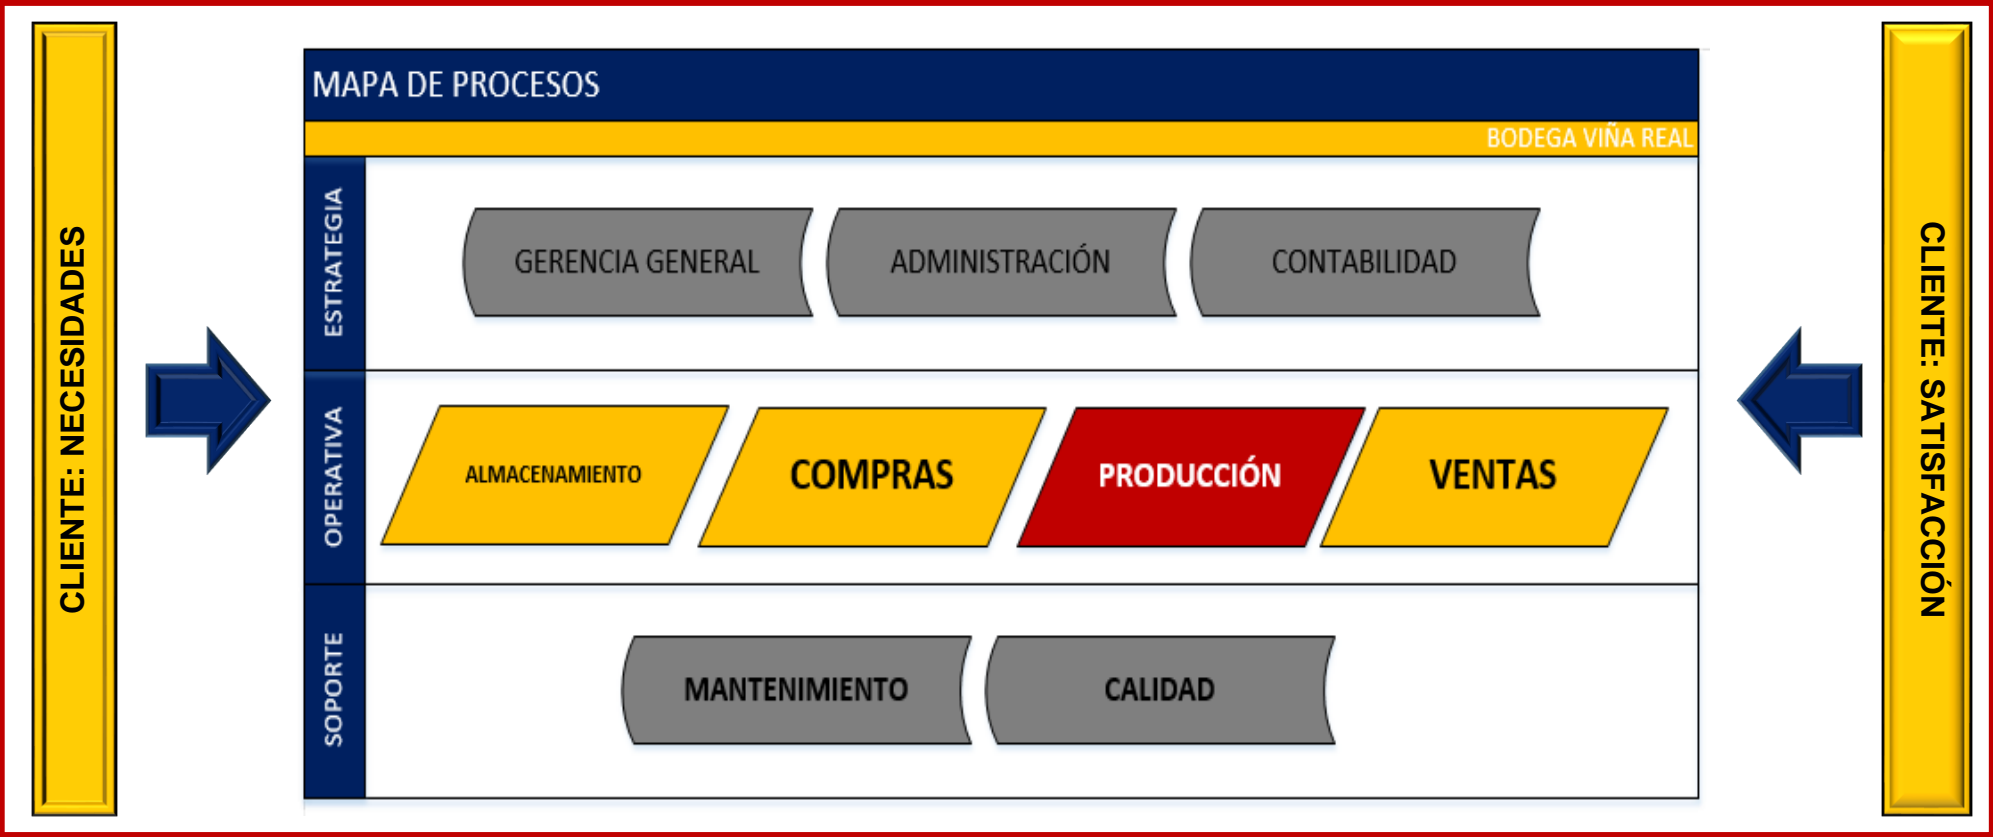 CLIENTE: NECESIDADES
MAPA DE PROCESOS
BODEGA VIÑA REAL
ESTRATEGIA
GERENCIA GENERAL
ADMINISTRACIÓN
CONTABILIDAD
OPERATIVA
ALMACENAMIENTO
COMPRAS
PRODUCCIÓN
VENTAS
SOPORTE
MANTENIMIENTO
CALIDAD
CLIENTE: SATISFACCIÓN